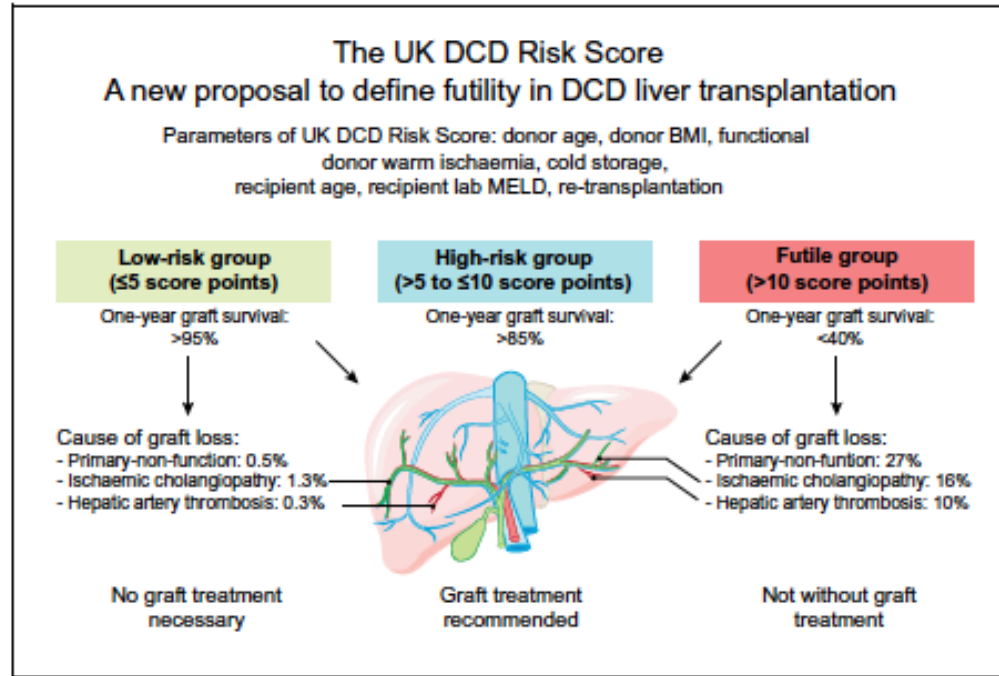 The UK DCD Risk Score
A new proposal to define futility in DCD liver transplantation
Parameters of UK DCD Risk Score: donor age, donor BMI, functional
donor warm ischaemia, cold storage,
recipient age, recipient lab MELD, re-transplantation
Low-risk group
(≤5 score points)
One-year graft survival:
>95%
Cause of graft loss:
- Primary-non-function: 0.5%
- Ischaemic cholangiopathy: 1.3%
- Hepatic artery thrombosis: 0.3%
No graft treatment
necessary
High-risk group
(>5 to ≤10 score points)
One-year graft survival:
>85%
Graft treatment
recommended
Futile group
(>10 score points)
One-year graft survival:
<40%
Cause of graft loss:
- Primary-non-funtion: 27%
- Ischaemic cholangiopathy: 16%
- Hepatic artery thrombosis: 10%
Not without graft
treatment